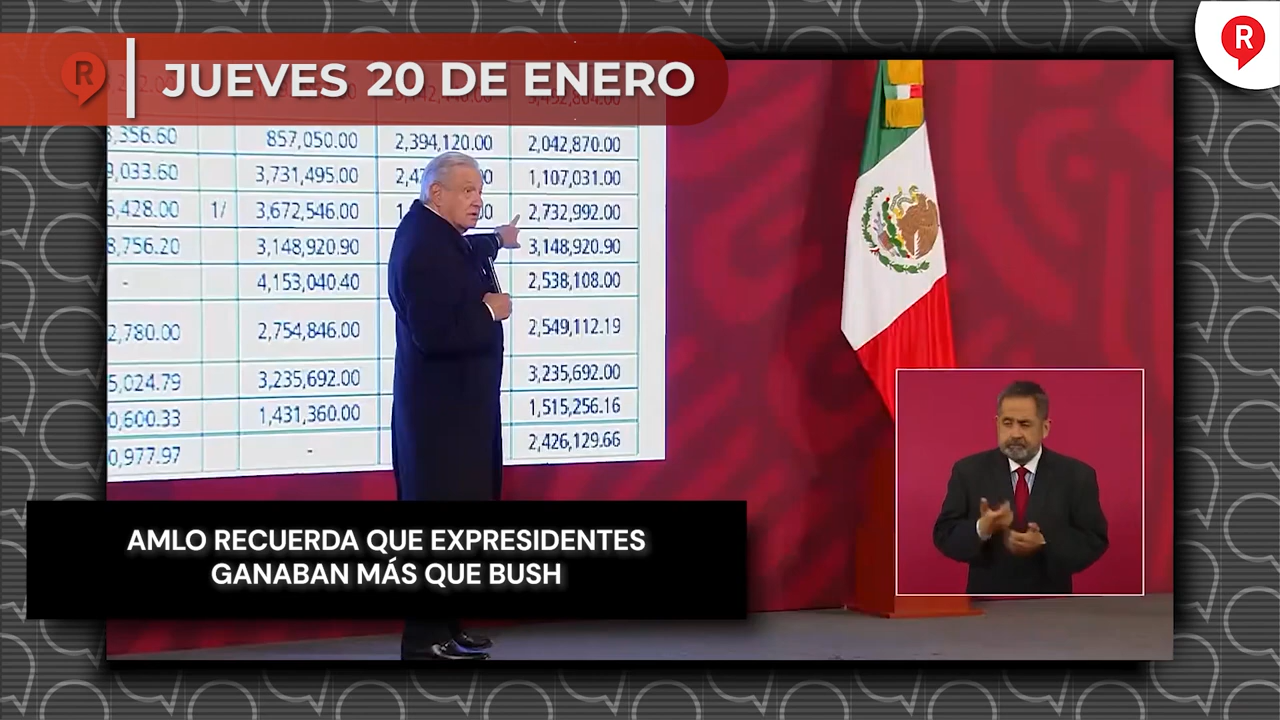 R
R
JUEVES 20 DE ENERO
8,356.60 857,050.00 2,394,120.00 2,042,870.00
9,033.60 3,731,495.00 1,107,031.00
5,428.00 1/ 3,672,546.00 2,732,992.00
8,756.20 3,148,920.90 3,148,920.90
- 4,153,040.40 2,538,108.00
2,780.00 2,754,846.00 2,549,112.19
5,024.79 3,235,692.00 3,235,692.00
0,600.33 1,431,360.00 1,515,256.16
0,977.97 - 2,426,129.66
AMLO RECUERDA QUE EXPRESIDENTES
GANABAN MÁS QUE BUSH